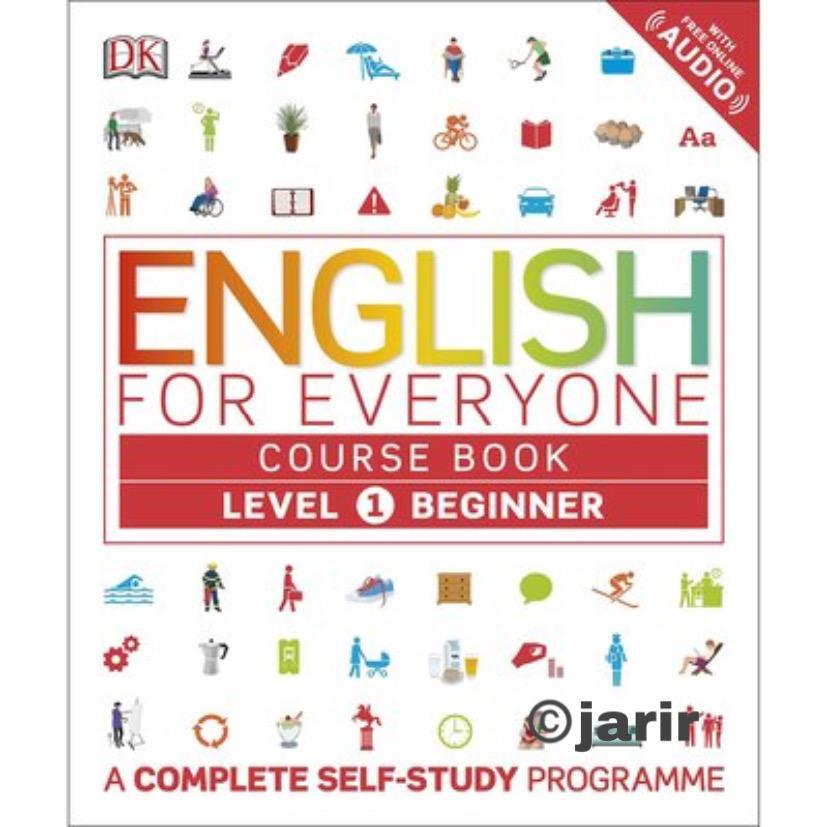 DK
WITH
FREE ONLINE
AUDIO
Aa
ENGLISH
FOR EVERYONE
COURSE BOOK
LEVEL 1 BEGINNER
©jarir
A COMPLETE SELF-STUDY PROGRAMME